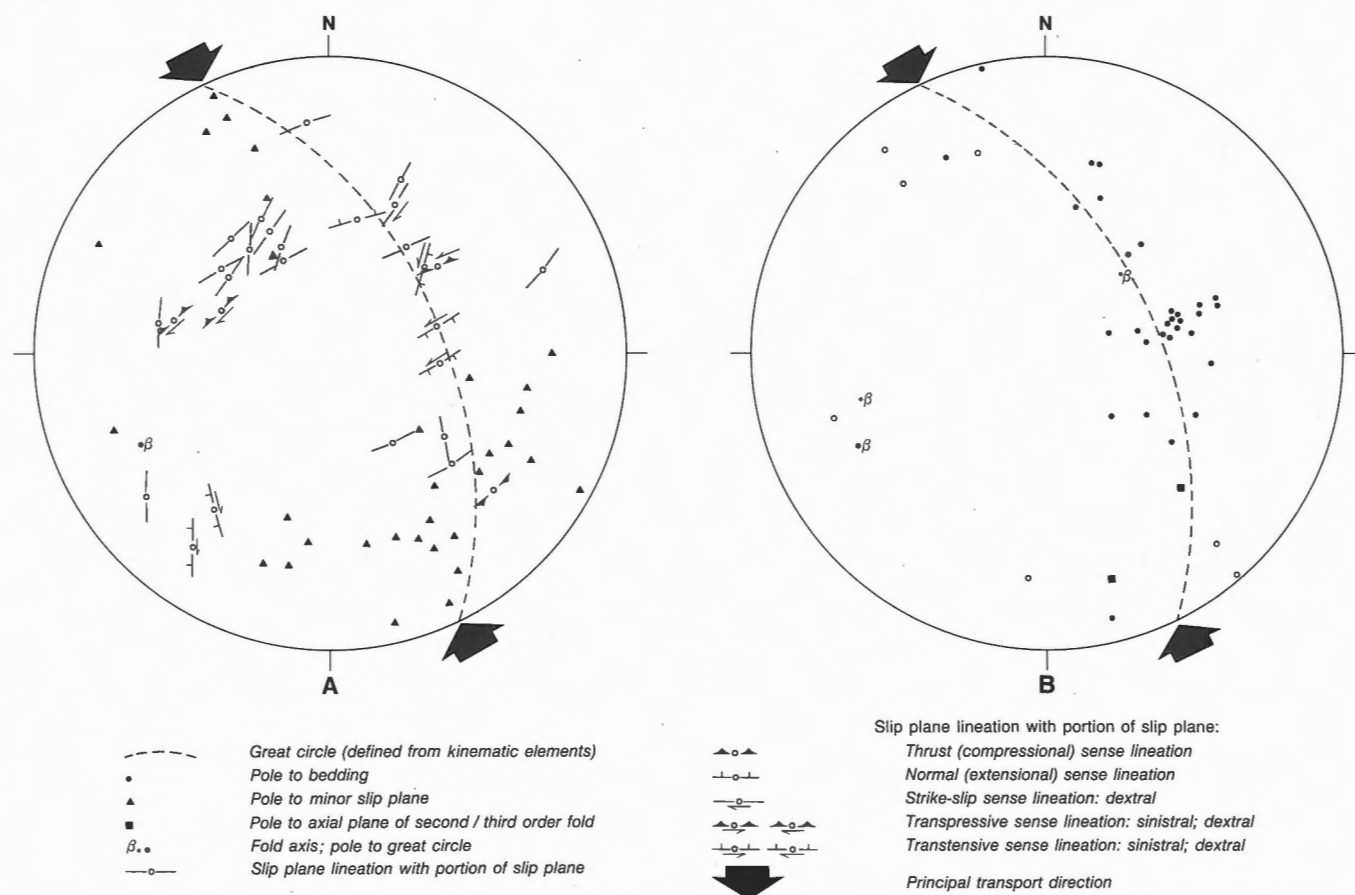 N
N
β
β
β
β
A
B
Great circle (defined from kinematic elements)
Pole to bedding
Pole to minor slip plane
Pole to axial plane of second / third order fold
β Fold axis; pole to great circle
Slip plane lineation with portion of slip plane
Slip plane lineation with portion of slip plane:
Thrust (compressional) sense lineation
Normal (extensional) sense lineation
Strike-slip sense lineation: dextral
Transpressive sense lineation: sinistral; dextral
Transtensive sense lineation: sinistral; dextral
Principal transport direction